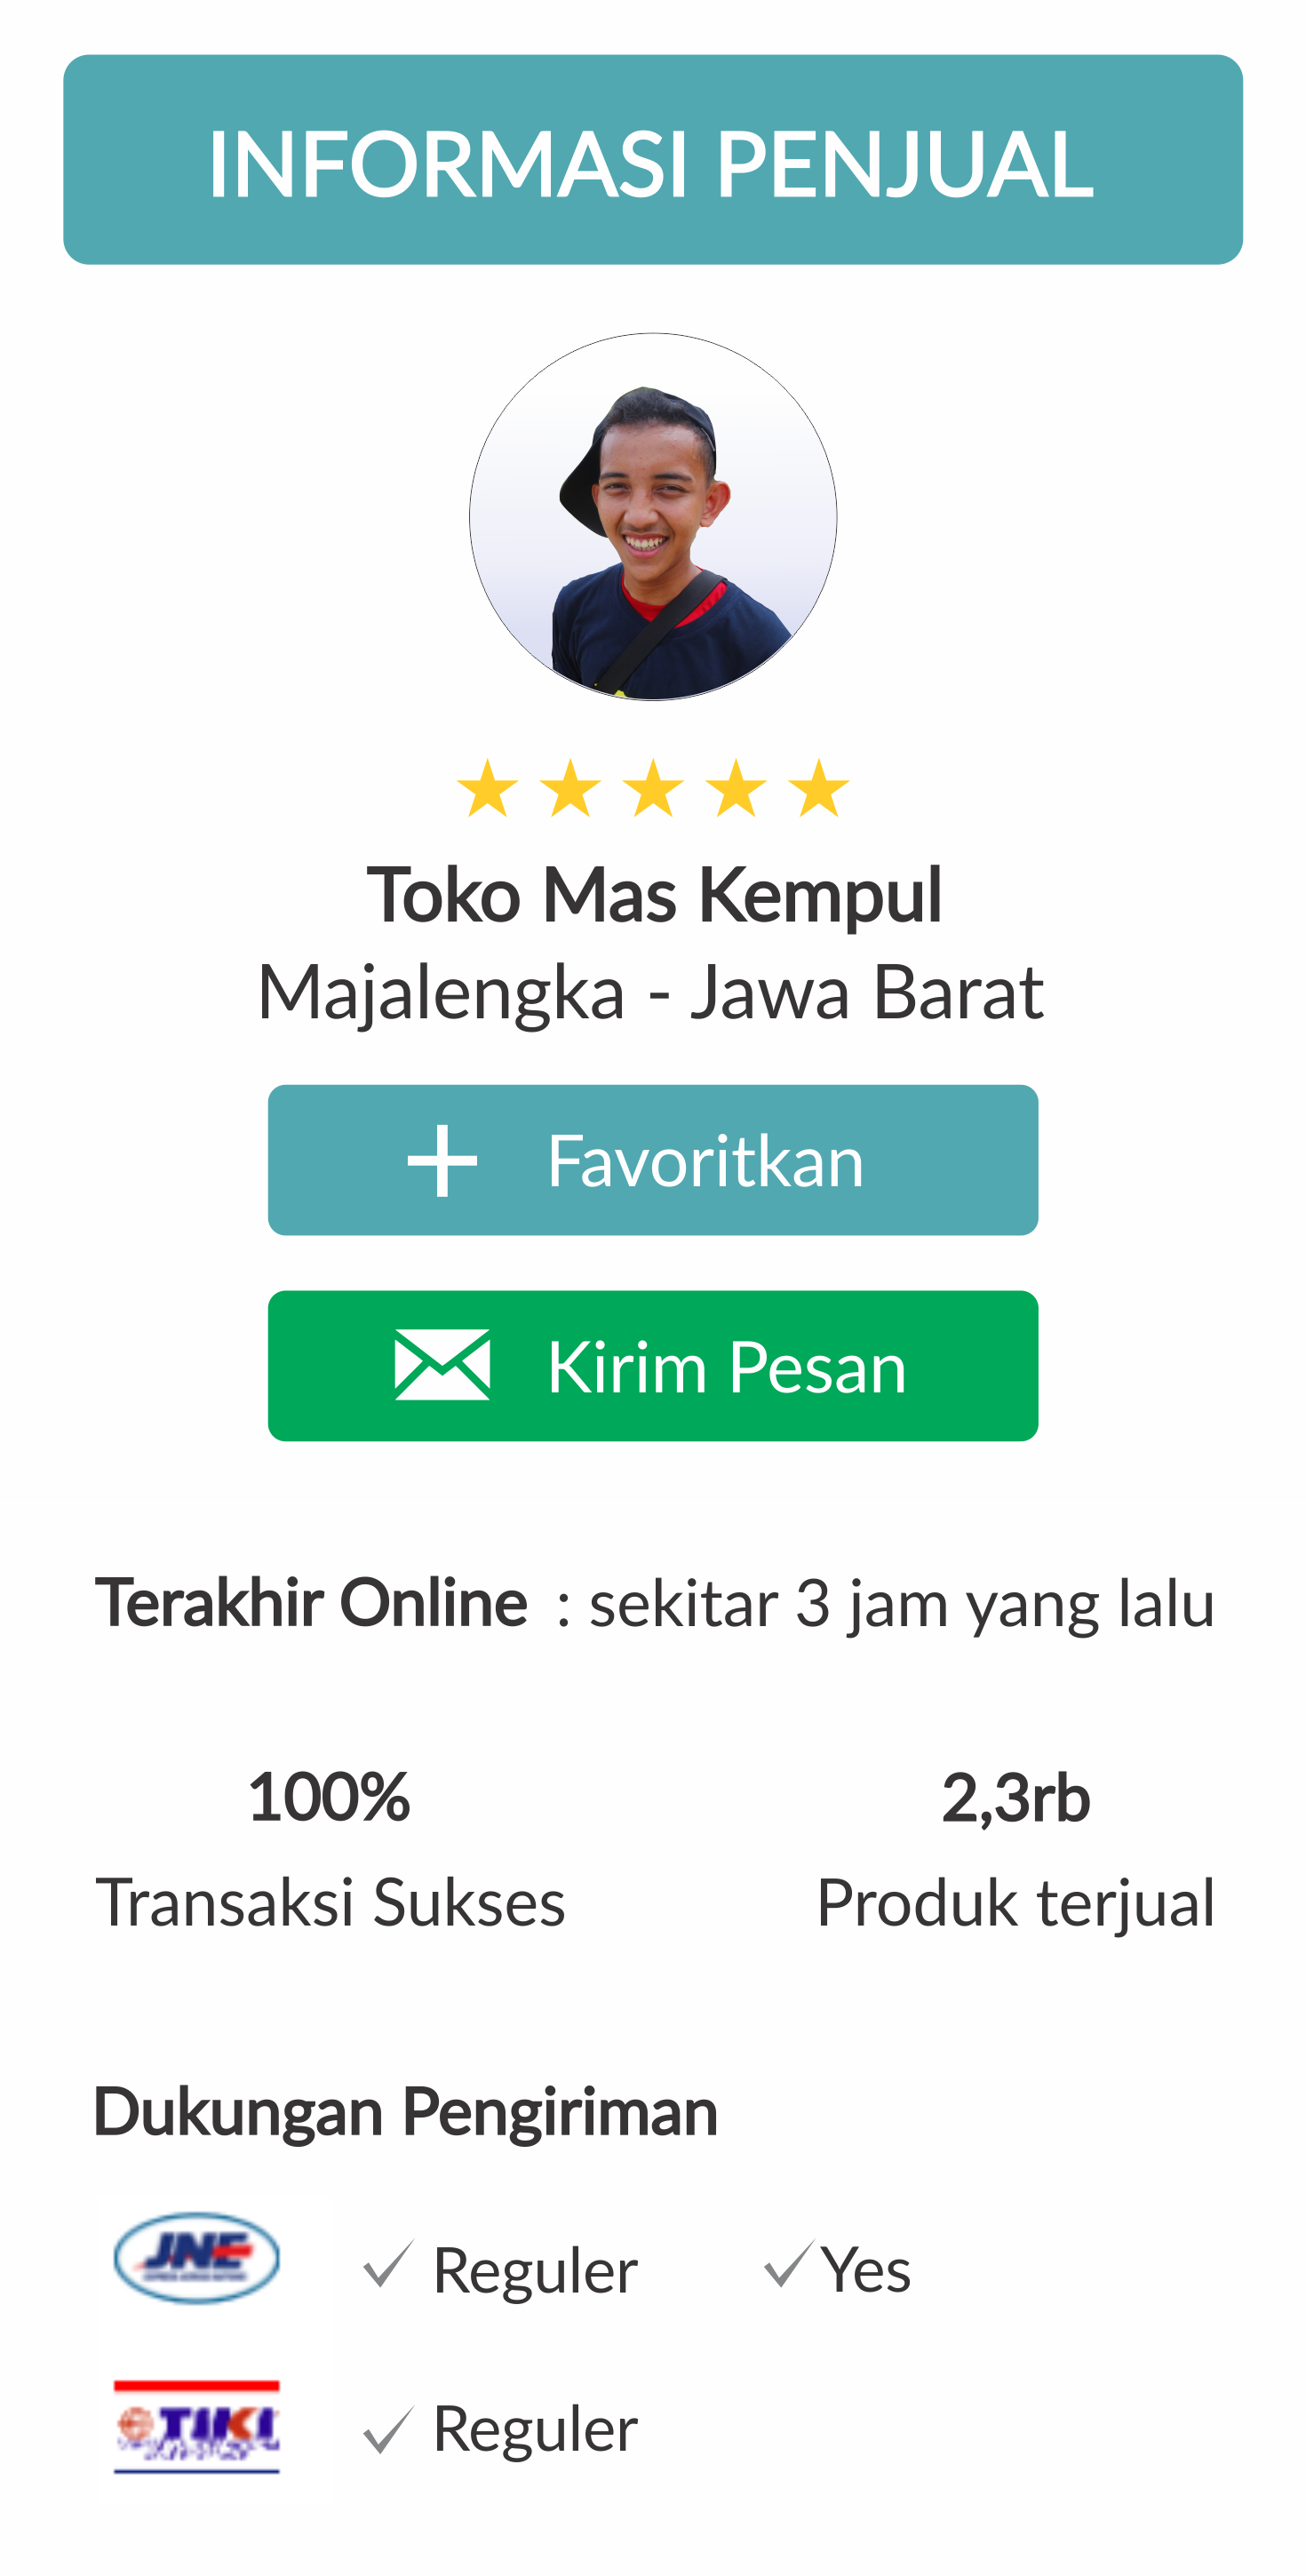 INFORMASI PENJUAL
Toko Mas Kempul
Majalengka - Jawa Barat
Favoritkan
Kirim Pesan
Terakhir Online : sekitar 3 jam yang lalu
100% 2,3rb
Transaksi Sukses Produk terjual
Dukungan Pengiriman
JNE Reguler Yes
TIKI Reguler